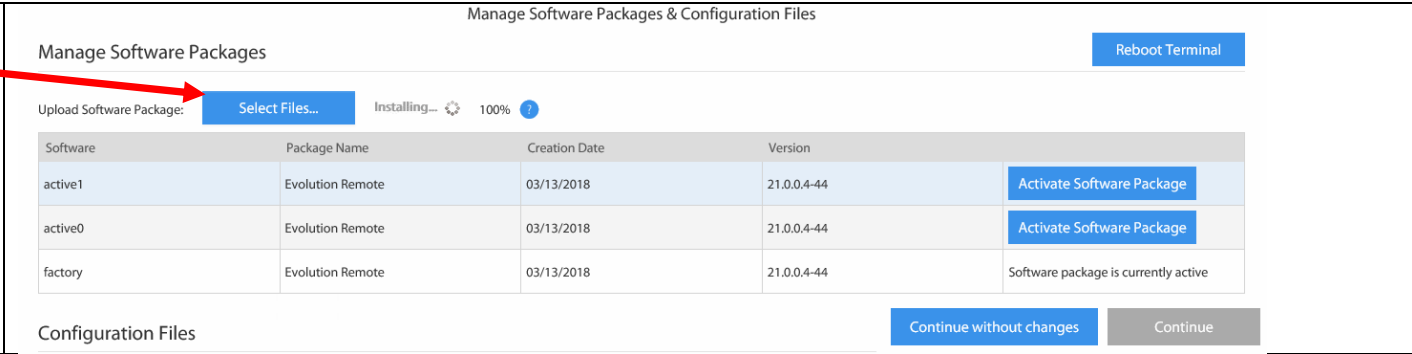 Manage Software Packages & Configuration Files
Manage Software Packages Reboot Terminal
Upload Software Package: Select Files... Installing... 100% ?
Software Package Name Creation Date Version
active1 Evolution Remote 03/13/2018 21.0.0.4-44 Activate Software Package
active0 Evolution Remote 03/13/2018 21.0.0.4-44 Activate Software Package
factory Evolution Remote 03/13/2018 21.0.0.4-44 Software package is currently active
Configuration Files Continue without changes Continue